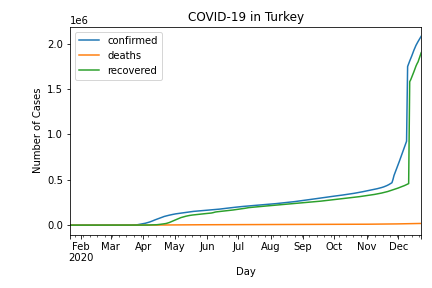 COVID-19 in Turkey
1e6
confirmed
deaths
recovered
Number of Cases
2.0
1.5
1.0
0.5
0.0
Feb Mar Apr May Jun Jul Aug Sep Oct Nov Dec
2020
Day